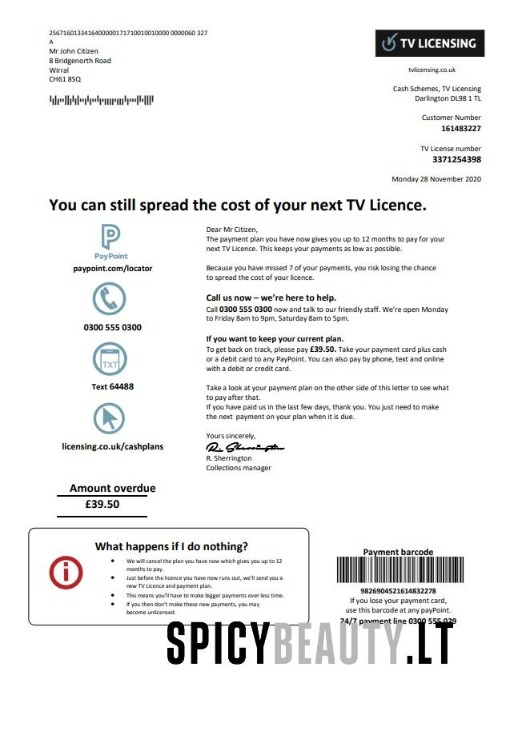 2567160133416400000171710010010000 0000060 327
A
Mr John Citizen
8 Bridgenorth Road
Wirral
CH61 85Q
TV LICENSING
tvlicensing.co.uk
Cash Schemes, TV Licensing
Darlington DL98 1 TL
Customer Number
161483227
TV License number
3371254398
Monday 28 November 2020
You can still spread the cost of your next TV Licence.
PayPoint
paypoint.com/locator
0300 555 0300
TXT
Text 64488
licensing.co.uk/cashplans
Dear Mr Citizen,
The payment plan you have now gives you up to 12 months to pay for your
next TV Licence. This keeps your payments as low as possible.
Because you have missed 7 of your payments, you risk losing the chance
to spread the cost of your licence.
Call us now – we’re here to help.
Call 0300 555 0300 now and talk to our friendly staff. We’re open Monday
to Friday 8am to 9pm, Saturday 8am to 5pm.
If you want to keep your current plan.
To get back on track, please pay £39.50. Take your payment card plus cash
or a debit card to any PayPoint. You can also pay by phone, text and online
with a debit or credit card.
Take a look at your payment plan on the other side of this letter to see what
to pay after that.
If you have paid us in the last few days, thank you. You just need to make
the next payment on your plan when it is due.
Yours sincerely,
R. Sherrington
R. Sherrington
Collections manager
Amount overdue
£39.50
What happens if I do nothing?
• We will cancel the plan you have now which gives you up to 12
months to pay.
• Just before the licence you have now runs out, we’ll send you a
new TV Licence and payment plan.
• This means you’ll have to make bigger payments over less time.
• If you then don’t make these new payments, you may
become unlicensed.
Payment barcode
9826904521614832278
If you lose your payment card,
use this barcode at any payPoint.
24/7 payment line 0300 555 029
SPICYBEAUTY.LT